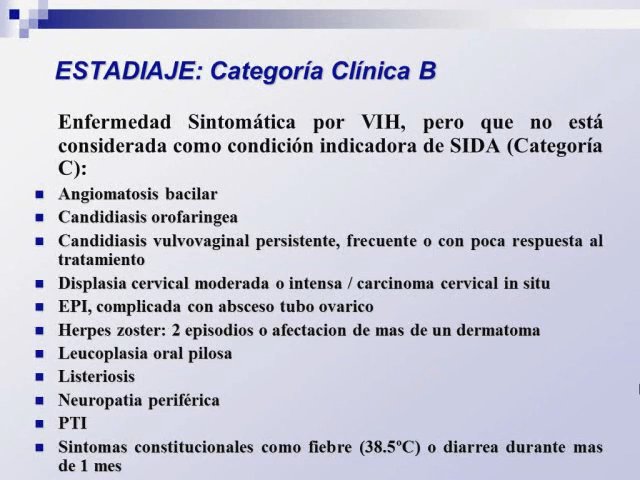 ESTADIAJE: Categoría Clínica B
Enfermedad Sintomática por VIH, pero que no está
considerada como condición indicadora de SIDA (Categoría
C):
Angiomatosis bacilar
Candidiasis orofaringea
Candidiasis vulvovaginal persistente, frecuente o con poca respuesta al
tratamiento
Displasia cervical moderada o intensa / carcinoma cervical in situ
EPI, complicada con absceso tubo ovarico
Herpes zoster: 2 episodios o afectacion de mas de un dermatoma
Leucoplasia oral pilosa
Listeriosis
Neuropatia periférica
PTI
Sintomas constitucionales como fiebre (38.5ºC) o diarrea durante mas
de 1 mes